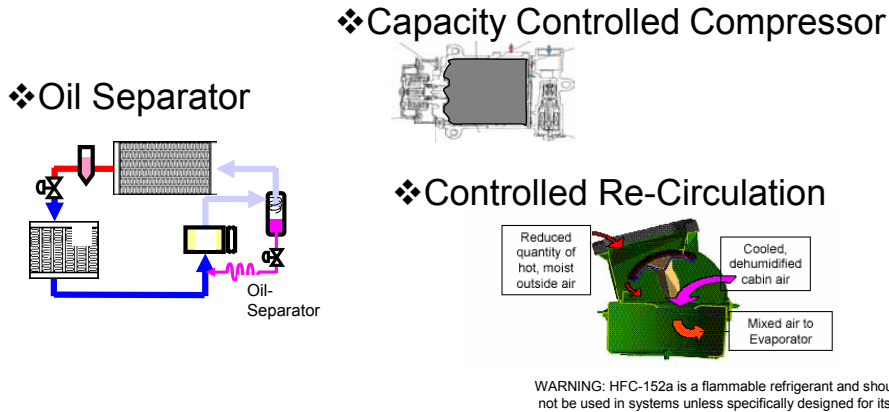 ❖Capacity Controlled Compressor
❖Oil Separator
Oil-
Separator
❖Controlled Re-Circulation
Reduced
quantity of
hot, moist
outside air
Cooled,
dehumidified
cabin air
Mixed air to
Evaporator
WARNING: HFC-152a is a flammable refrigerant and shou
not be used in systems unless specifically designed for its